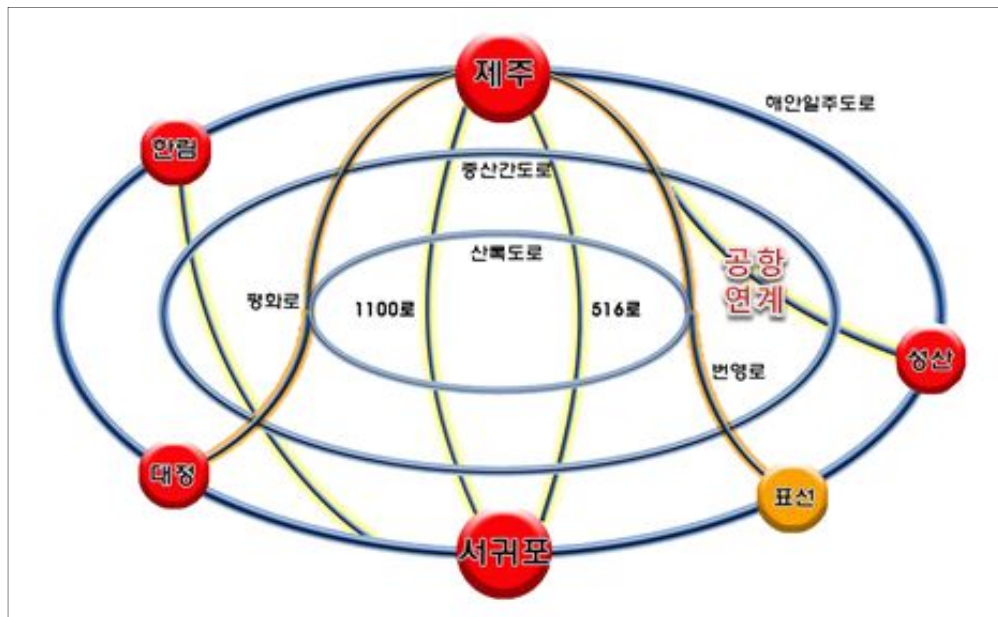 제주
해안일주도로
한림
중산간도로
산록도로
공항
연계
평화로
1100로
516로
성산
번영로
대정
표선
서귀포